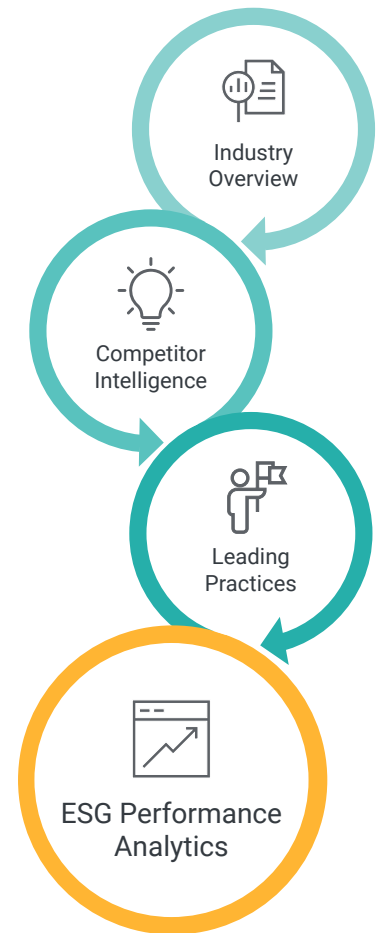 Industry
Overview
Competitor
Intelligence
Leading
Practices
ESG Performance
Analytics